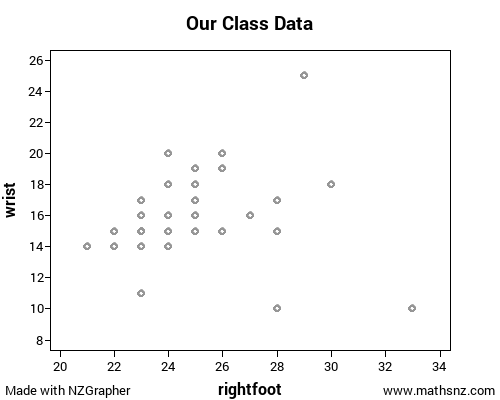 Our Class Data
26
24
22
20
18
16
14
12
10
8
wrist
20 22 24 26 28 30 32 34
Made with NZGrapher rightfoot www.mathsnz.com